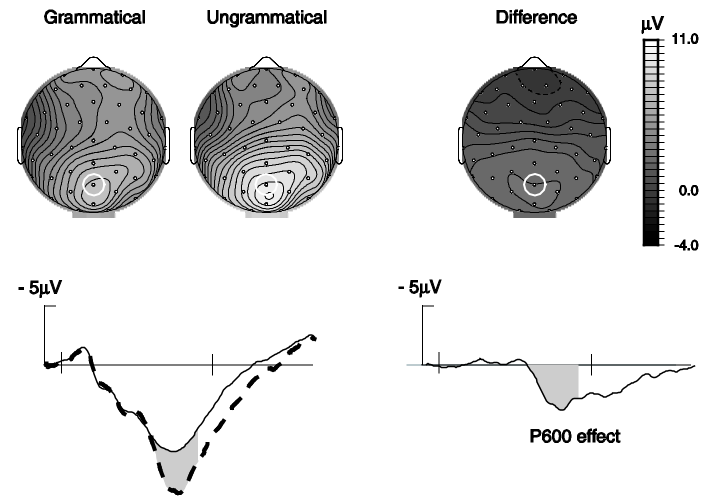 Grammatical
Ungrammatical
Difference
μV
11.0
0.0
-4.0
- 5μV
- 5μV
P600 effect